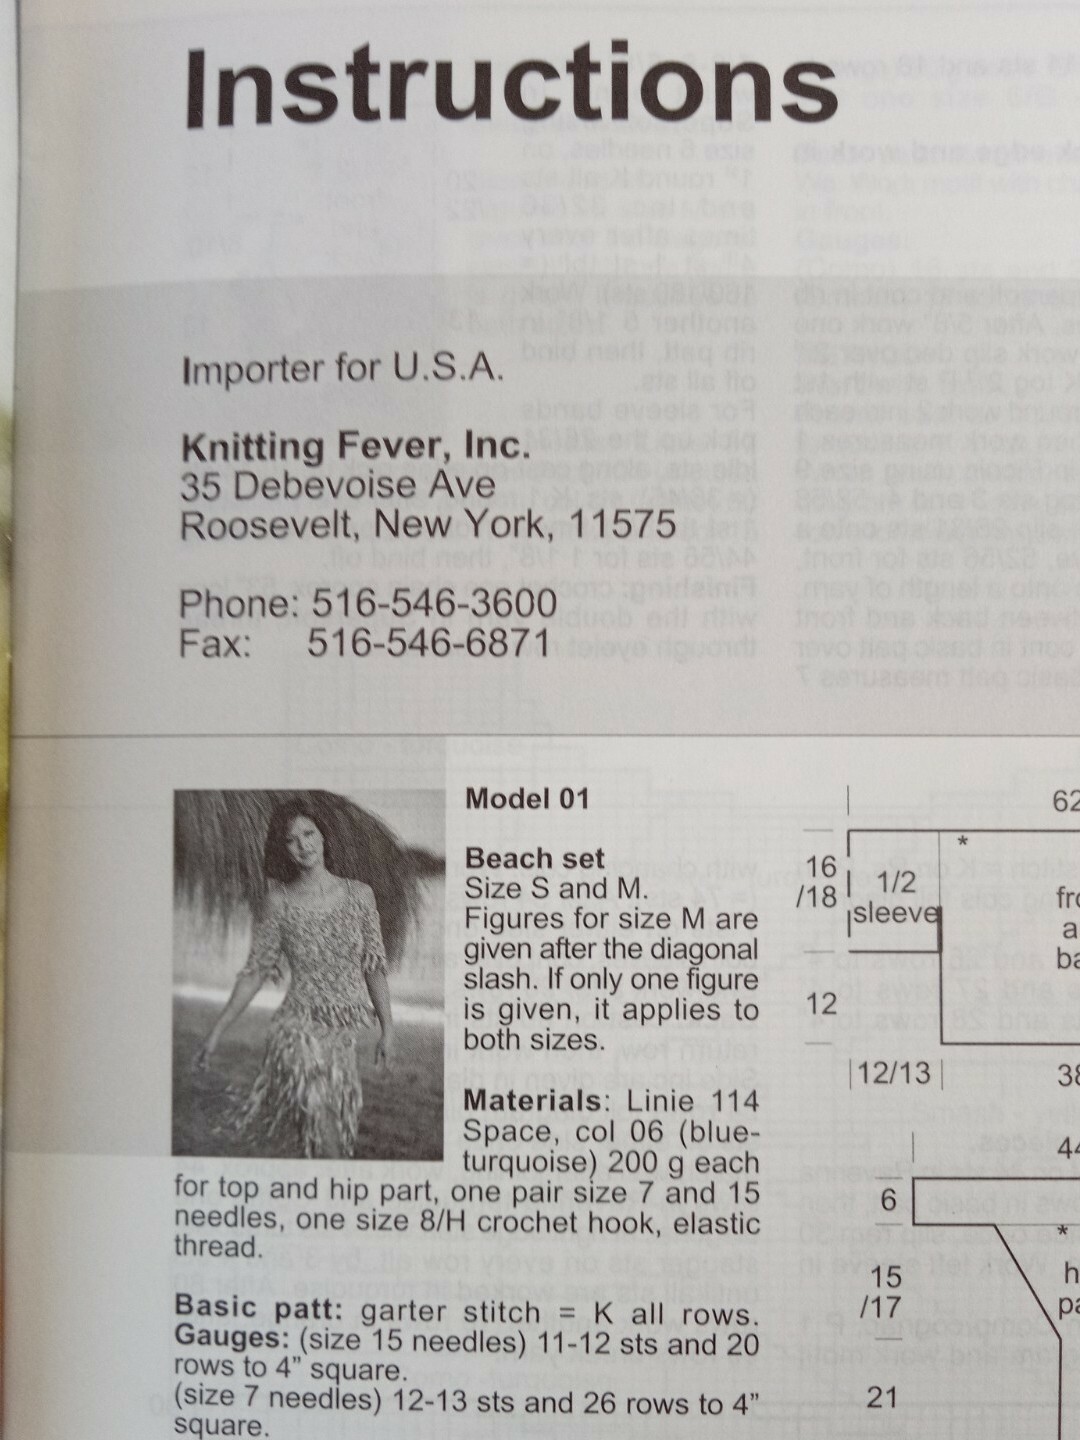 Instructions
Importer for U.S.A.
Knitting Fever, Inc.
35 Debevoise Ave
Roosevelt, New York, 11575
Phone: 516-546-3600
Fax: 516-546-6871
Model 01
Beach set
Size S and M.
Figures for size M are
given after the diagonal
slash. If only one figure
is given, it applies to
both sizes.
Materials: Linie 114
Space, col 06 (blue-
turquoise) 200 g each
for top and hip part, one pair size 7 and 15
needles, one size 8/H crochet hook, elastic
thread.
Basic patt: garter stitch = K all rows.
Gauges: (size 15 needles) 11-12 sts and 20
rows to 4” square.
(size 7 needles) 12-13 sts and 26 rows to 4”
square.
62
*
16
/18
1/2
sleeve
12
12/13
38
44
6
*
15
/17
21